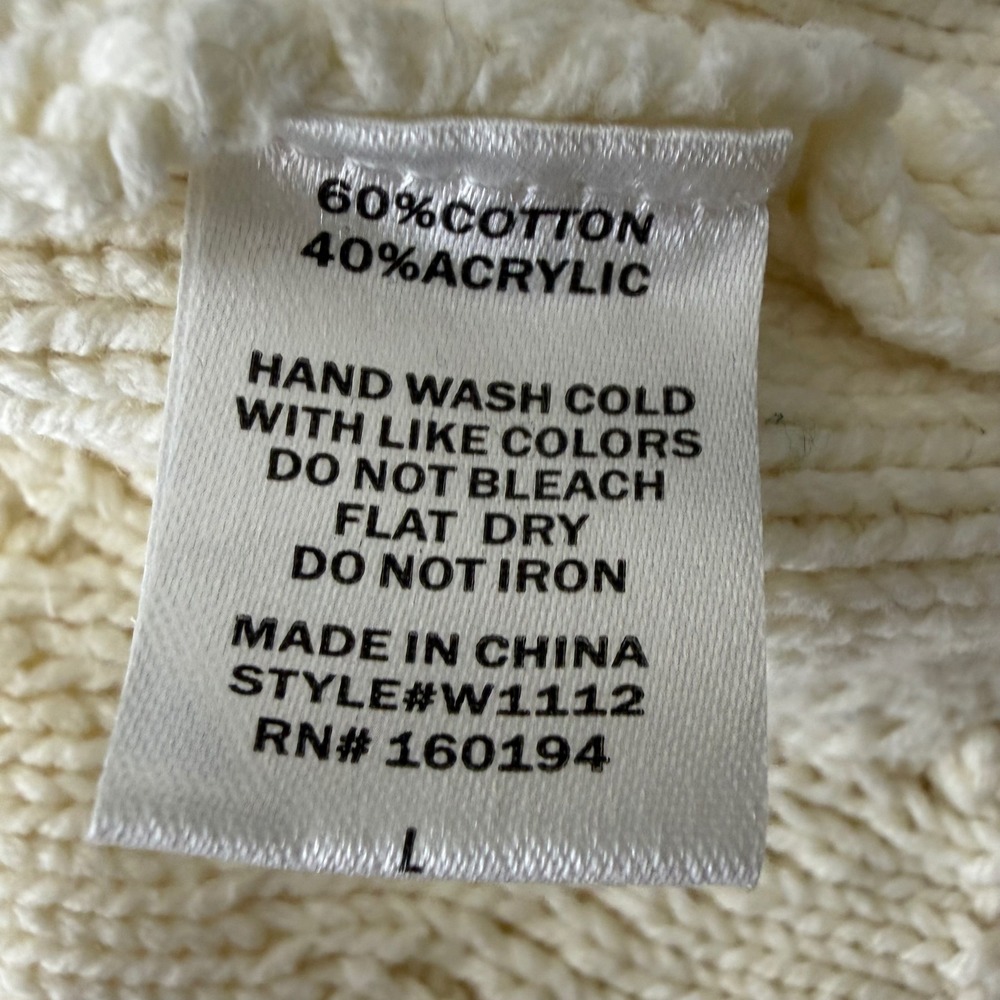 60%COTTON
40%ACRYLIC
HAND WASH COLD
WITH LIKE COLORS
DO NOT BLEACH
FLAT DRY
DO NOT IRON
MADE IN CHINA
STYLE#W1112
RN# 160194
L